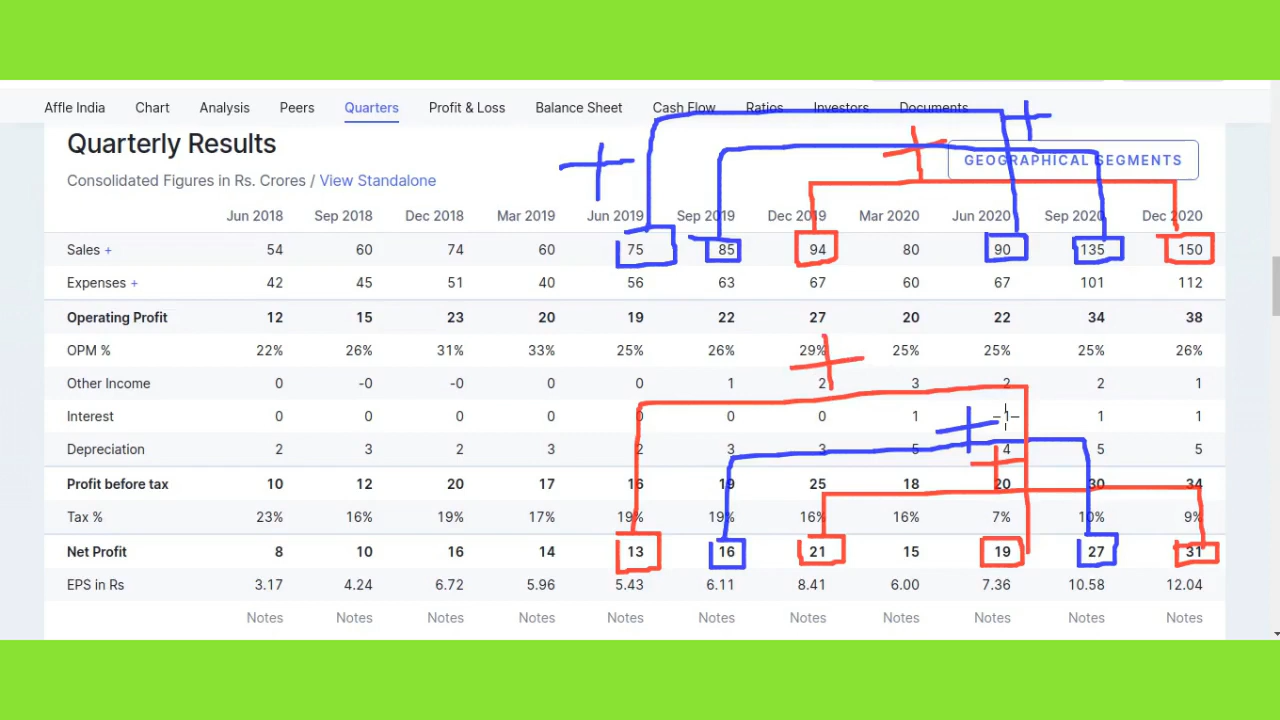 Affle India Chart Analysis Peers Quarters Profit & Loss Balance Sheet Cash Flow Ratios Investors Documents
Quarterly Results
GEOGRAPHICAL SEGMENTS
Consolidated Figures in Rs. Crores / View Standalone
Jun 2018 Sep 2018 Dec 2018 Mar 2019 Jun 2019 Sep 2019 Dec 2019 Mar 2020 Jun 2020 Sep 2020 Dec 2020
Sales + 54 60 74 60 75 85 94 80 90 135 150
Expenses + 42 45 51 40 56 63 67 60 67 101 112
Operating Profit 12 15 23 20 19 22 27 20 22 34 38
OPM % 22% 26% 31% 33% 25% 26% 29% 25% 25% 25% 26%
Other Income 0 -0 -0 0 0 1 2 3 2 2 1
Interest 0 0 0 0 0 0 0 1 1 1 1
Depreciation 2 3 2 3 2 3 3 5 4 5 5
Profit before tax 10 12 20 17 16 19 25 18 20 30 34
Tax % 23% 16% 19% 17% 19% 19% 16% 16% 7% 10% 9%
Net Profit 8 10 16 14 13 16 21 15 19 27 31
EPS in Rs 3.17 4.24 6.72 5.96 5.43 6.11 8.41 6.00 7.36 10.58 12.04
Notes Notes Notes Notes Notes Notes Notes Notes Notes Notes Notes